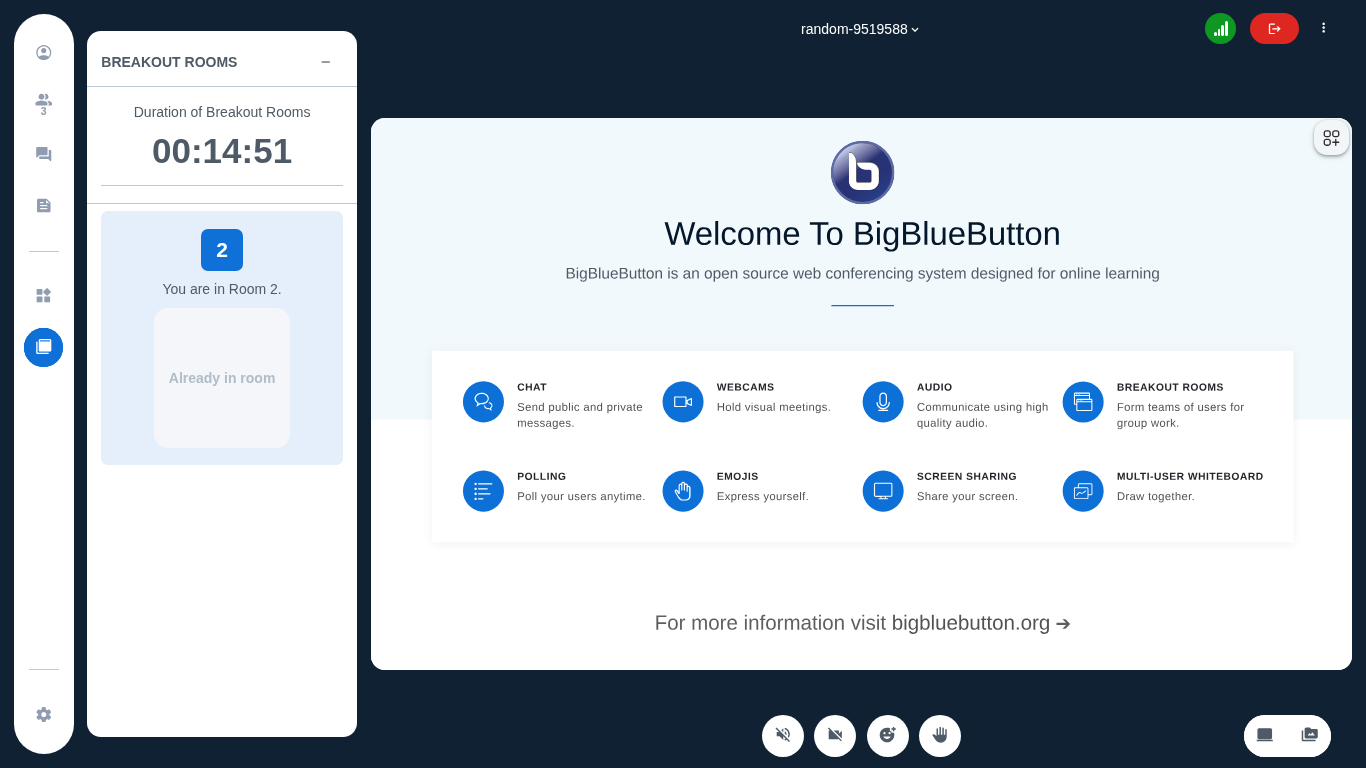 random-9519588
3
BREAKOUT ROOMS
Duration of Breakout Rooms
00:14:51
2
You are in Room 2.
Already in room
Welcome To BigBlueButton
BigBlueButton is an open source web conferencing system designed for online learning
CHAT
Send public and private
messages.
WEBCAMS
Hold visual meetings.
AUDIO
Communicate using high
quality audio.
BREAKOUT ROOMS
Form teams of users for
group work.
POLLING
Poll your users anytime.
EMOJIS
Express yourself.
SCREEN SHARING
Share your screen.
MULTI-USER WHITEBOARD
Draw together.
For more information visit bigbluebutton.org ➔